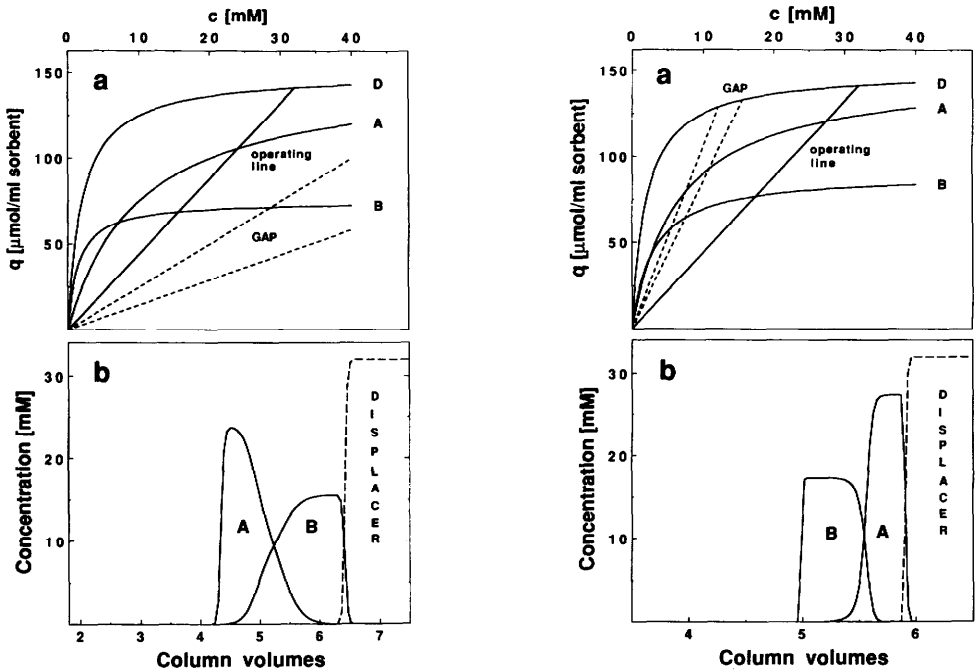 c [mM]
0 10 20 30 40
a
150
100
50
q [μmol/ml sorbent]
D
A
operating
line
B
GAP
b
30
20
10
Concentration [mM]
A
B
DISPLACER
2 3 4 5 6 7
Column volumes
c [mM]
0 10 20 30 40
a
150
100
50
q [μmol/ml sorbent]
GAP
D
A
operating
line
B
b
30
20
10
Concentration [mM]
B
A
DISPLACER
4 5 6
Column volumes